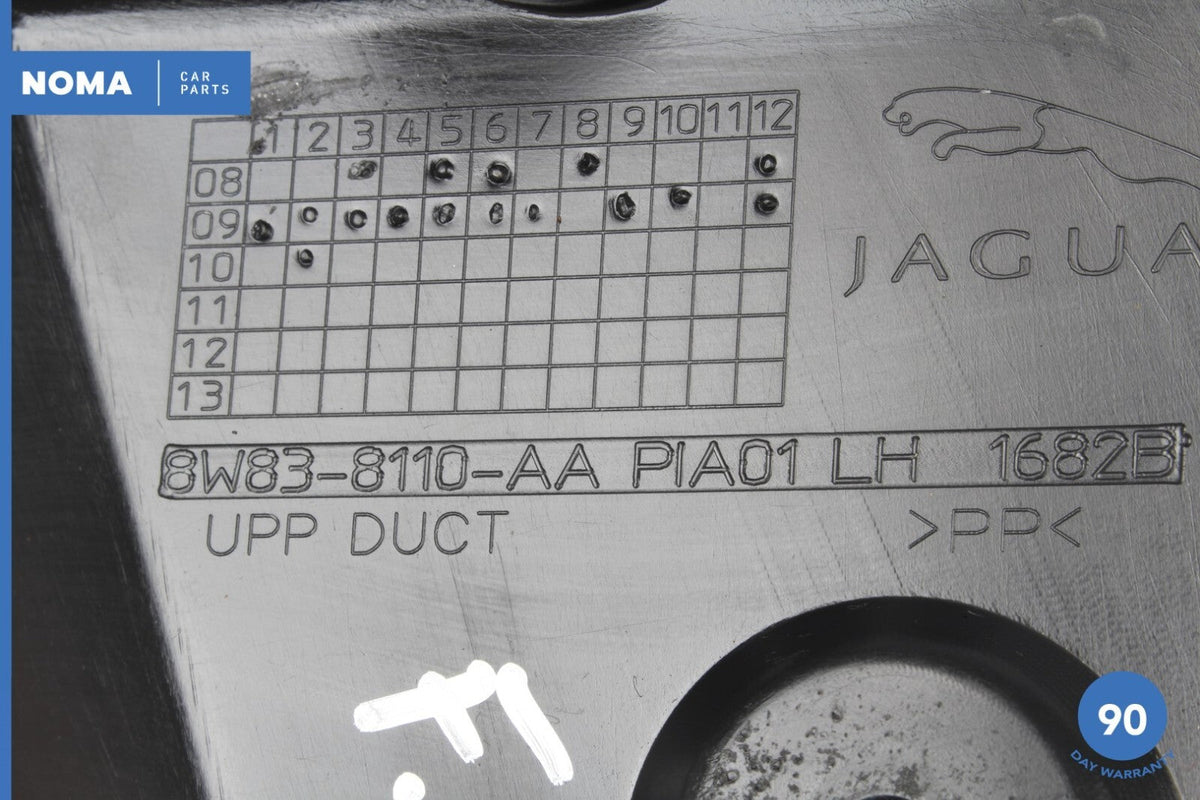 NOMA
CAR
PARTS
1 2 3 4 5 6 7 8 9 10 11 12
08
09
10
11
12
13
JAGUA
8W83-8110-AA PIA01 LH 1682B
UPP DUCT >PP<
90
DAY WARRANTY